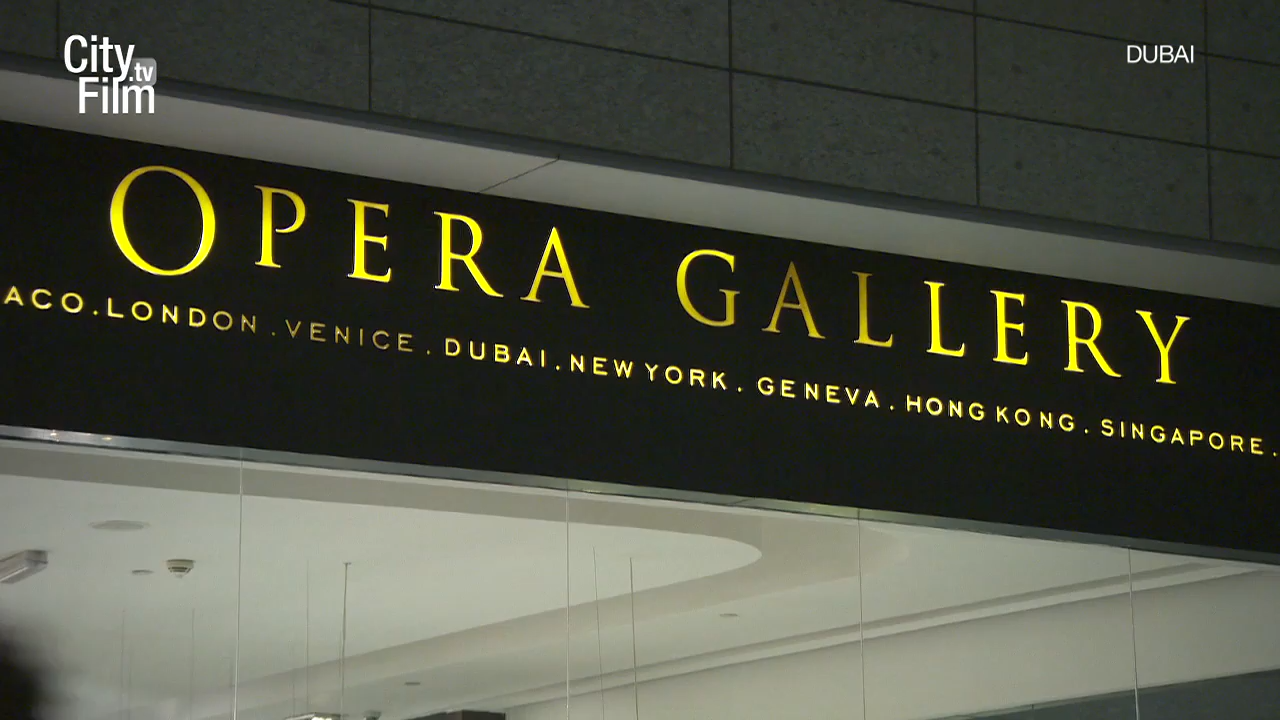 City
.tv
Film
DUBAI
OPERA GALLERY
ACO.LONDON.VENICE.DUBAI.NEW YORK.GENEVA.HONG KONG.SINGAPORE.